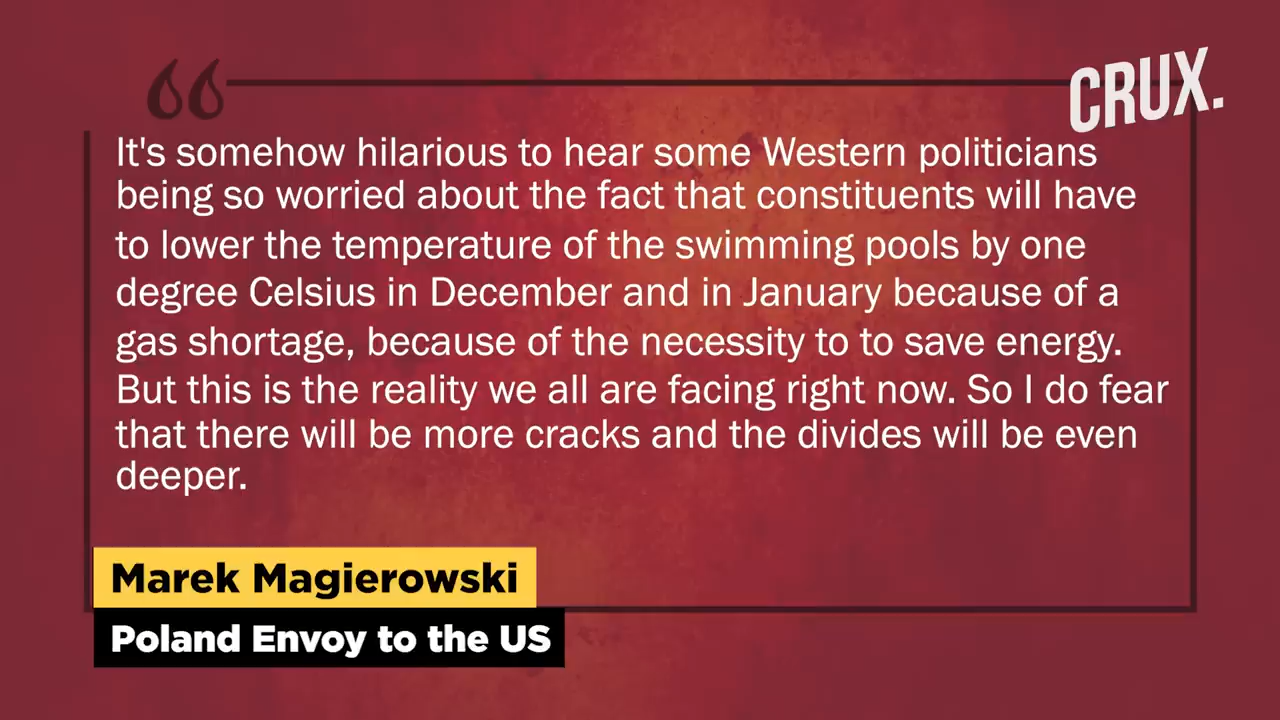 CRUX.
“
It's somehow hilarious to hear some Western politicians
being so worried about the fact that constituents will have
to lower the temperature of the swimming pools by one
degree Celsius in December and in January because of a
gas shortage, because of the necessity to to save energy.
But this is the reality we all are facing right now. So I do fear
that there will be more cracks and the divides will be even
deeper.
Marek Magierowski
Poland Envoy to the US